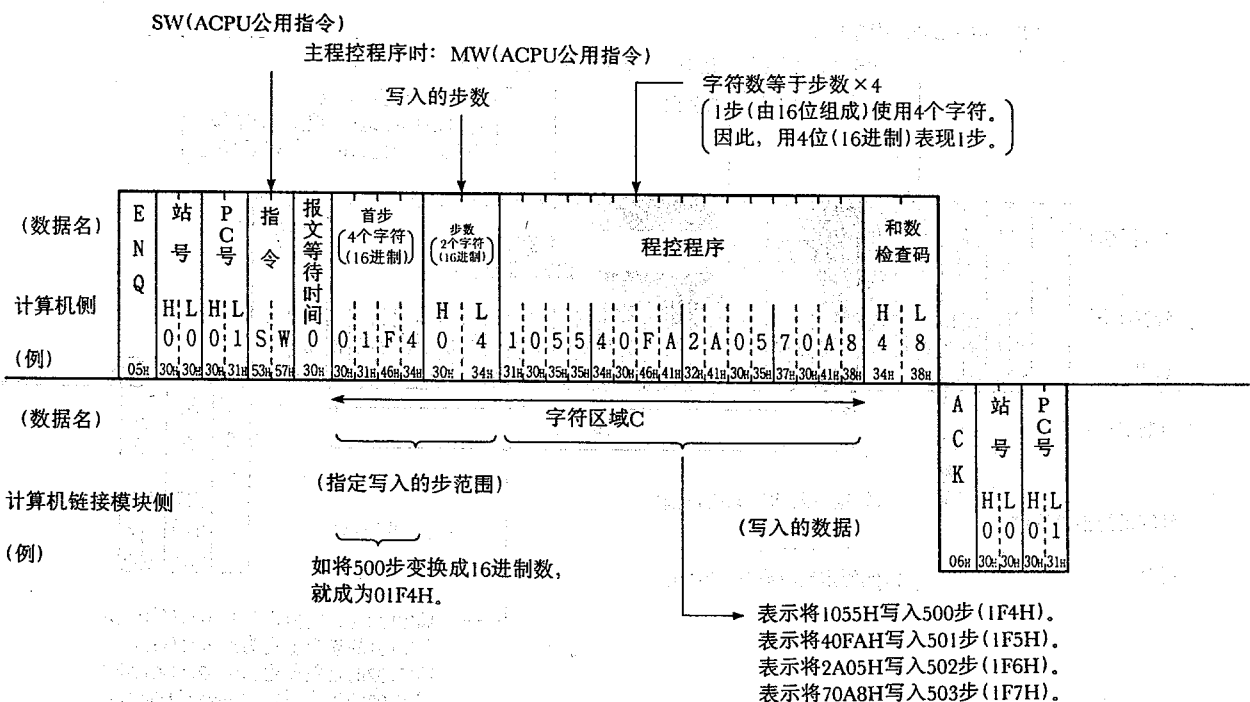 SW(ACPU公用指令)
主程控程序时：MW(ACPU公用指令)
写入的步数
字符数等于步数×4
1步(由16位组成)使用4个字符。
因此，用4位(16进制)表现1步。
(数据名)
计算机侧
(例)
ENQ
05H
站号
H L
0 0
30H 30H
PC号
H L
0 1
30H 31H
指令
S W
53H 57H
报文等待时间
0
30H
首步
(4个字符)
(16进制)
0 1 F 4
30H 31H 46H 34H
步数
(2个字符)
(16进制)
H L
0 4
30H 34H
程控程序
1 0 5 5 4 0 F A 2 A 0 5 7 0 A 8
31H 30H 35H 35H 34H 30H 46H 41H 32H 41H 30H 35H 37H 30H 41H 38H
和数
检查码
H L
4 8
34H 38H
(数据名)
计算机链接模块侧
(例)
字符区域C
(指定写入的步范围)
如将500步变换成16进制数，
就成为01F4H。
(写入的数据)
表示将1055H写入500步(1F4H)。
表示将40FAH写入501步(1F5H)。
表示将2A05H写入502步(1F6H)。
表示将70A8H写入503步(1F7H)。
ACK
06H
站号
H L
0 0
30H 30H
PC号
H L
0 1
30H 31H